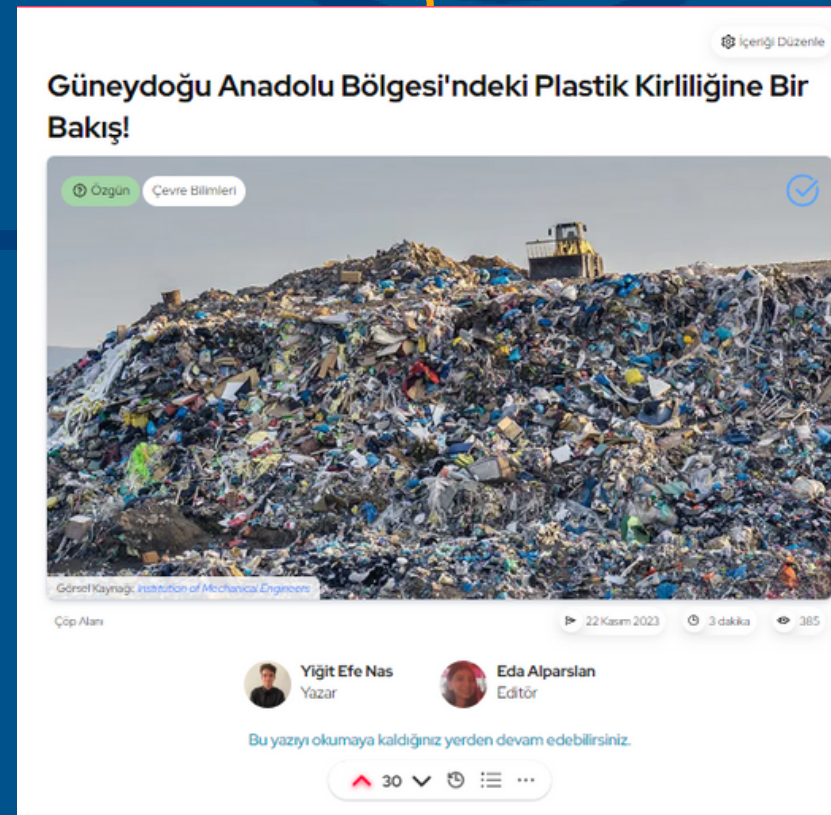 İçeriği Düzenle
Güneydoğu Anadolu Bölgesi'ndeki Plastik Kirliliğine Bir
Bakış!
Özgün
Çevre Bilimleri
Görsel Kaynağı: Institution of Mechanical Engineers
Çöp Alanı
22 Kasım 2023
3 dakika
385
Yiğit Efe Nas
Yazar
Eda Alparslan
Editör
Bu yazıyı okumaya kaldığınız yerden devam edebilirsiniz.
30